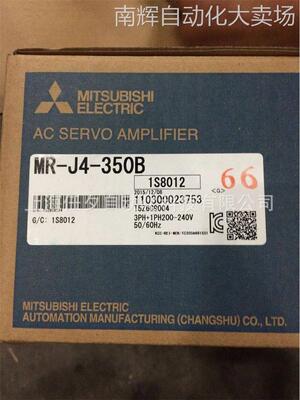 南辉自动化大卖场
MITSUBISHI
ELECTRIC
AC SERVO AMPLIFIER
MR-J4-350B
1S8012
66
<G>
2015/12/06
110300023753
G/C: 1S8012
3PH+1PH200-240V
50/60Hz
MITSUBISHI ELECTRIC
AUTOMATION MANUFACTURING (CHANGSHU) CO., LTD.